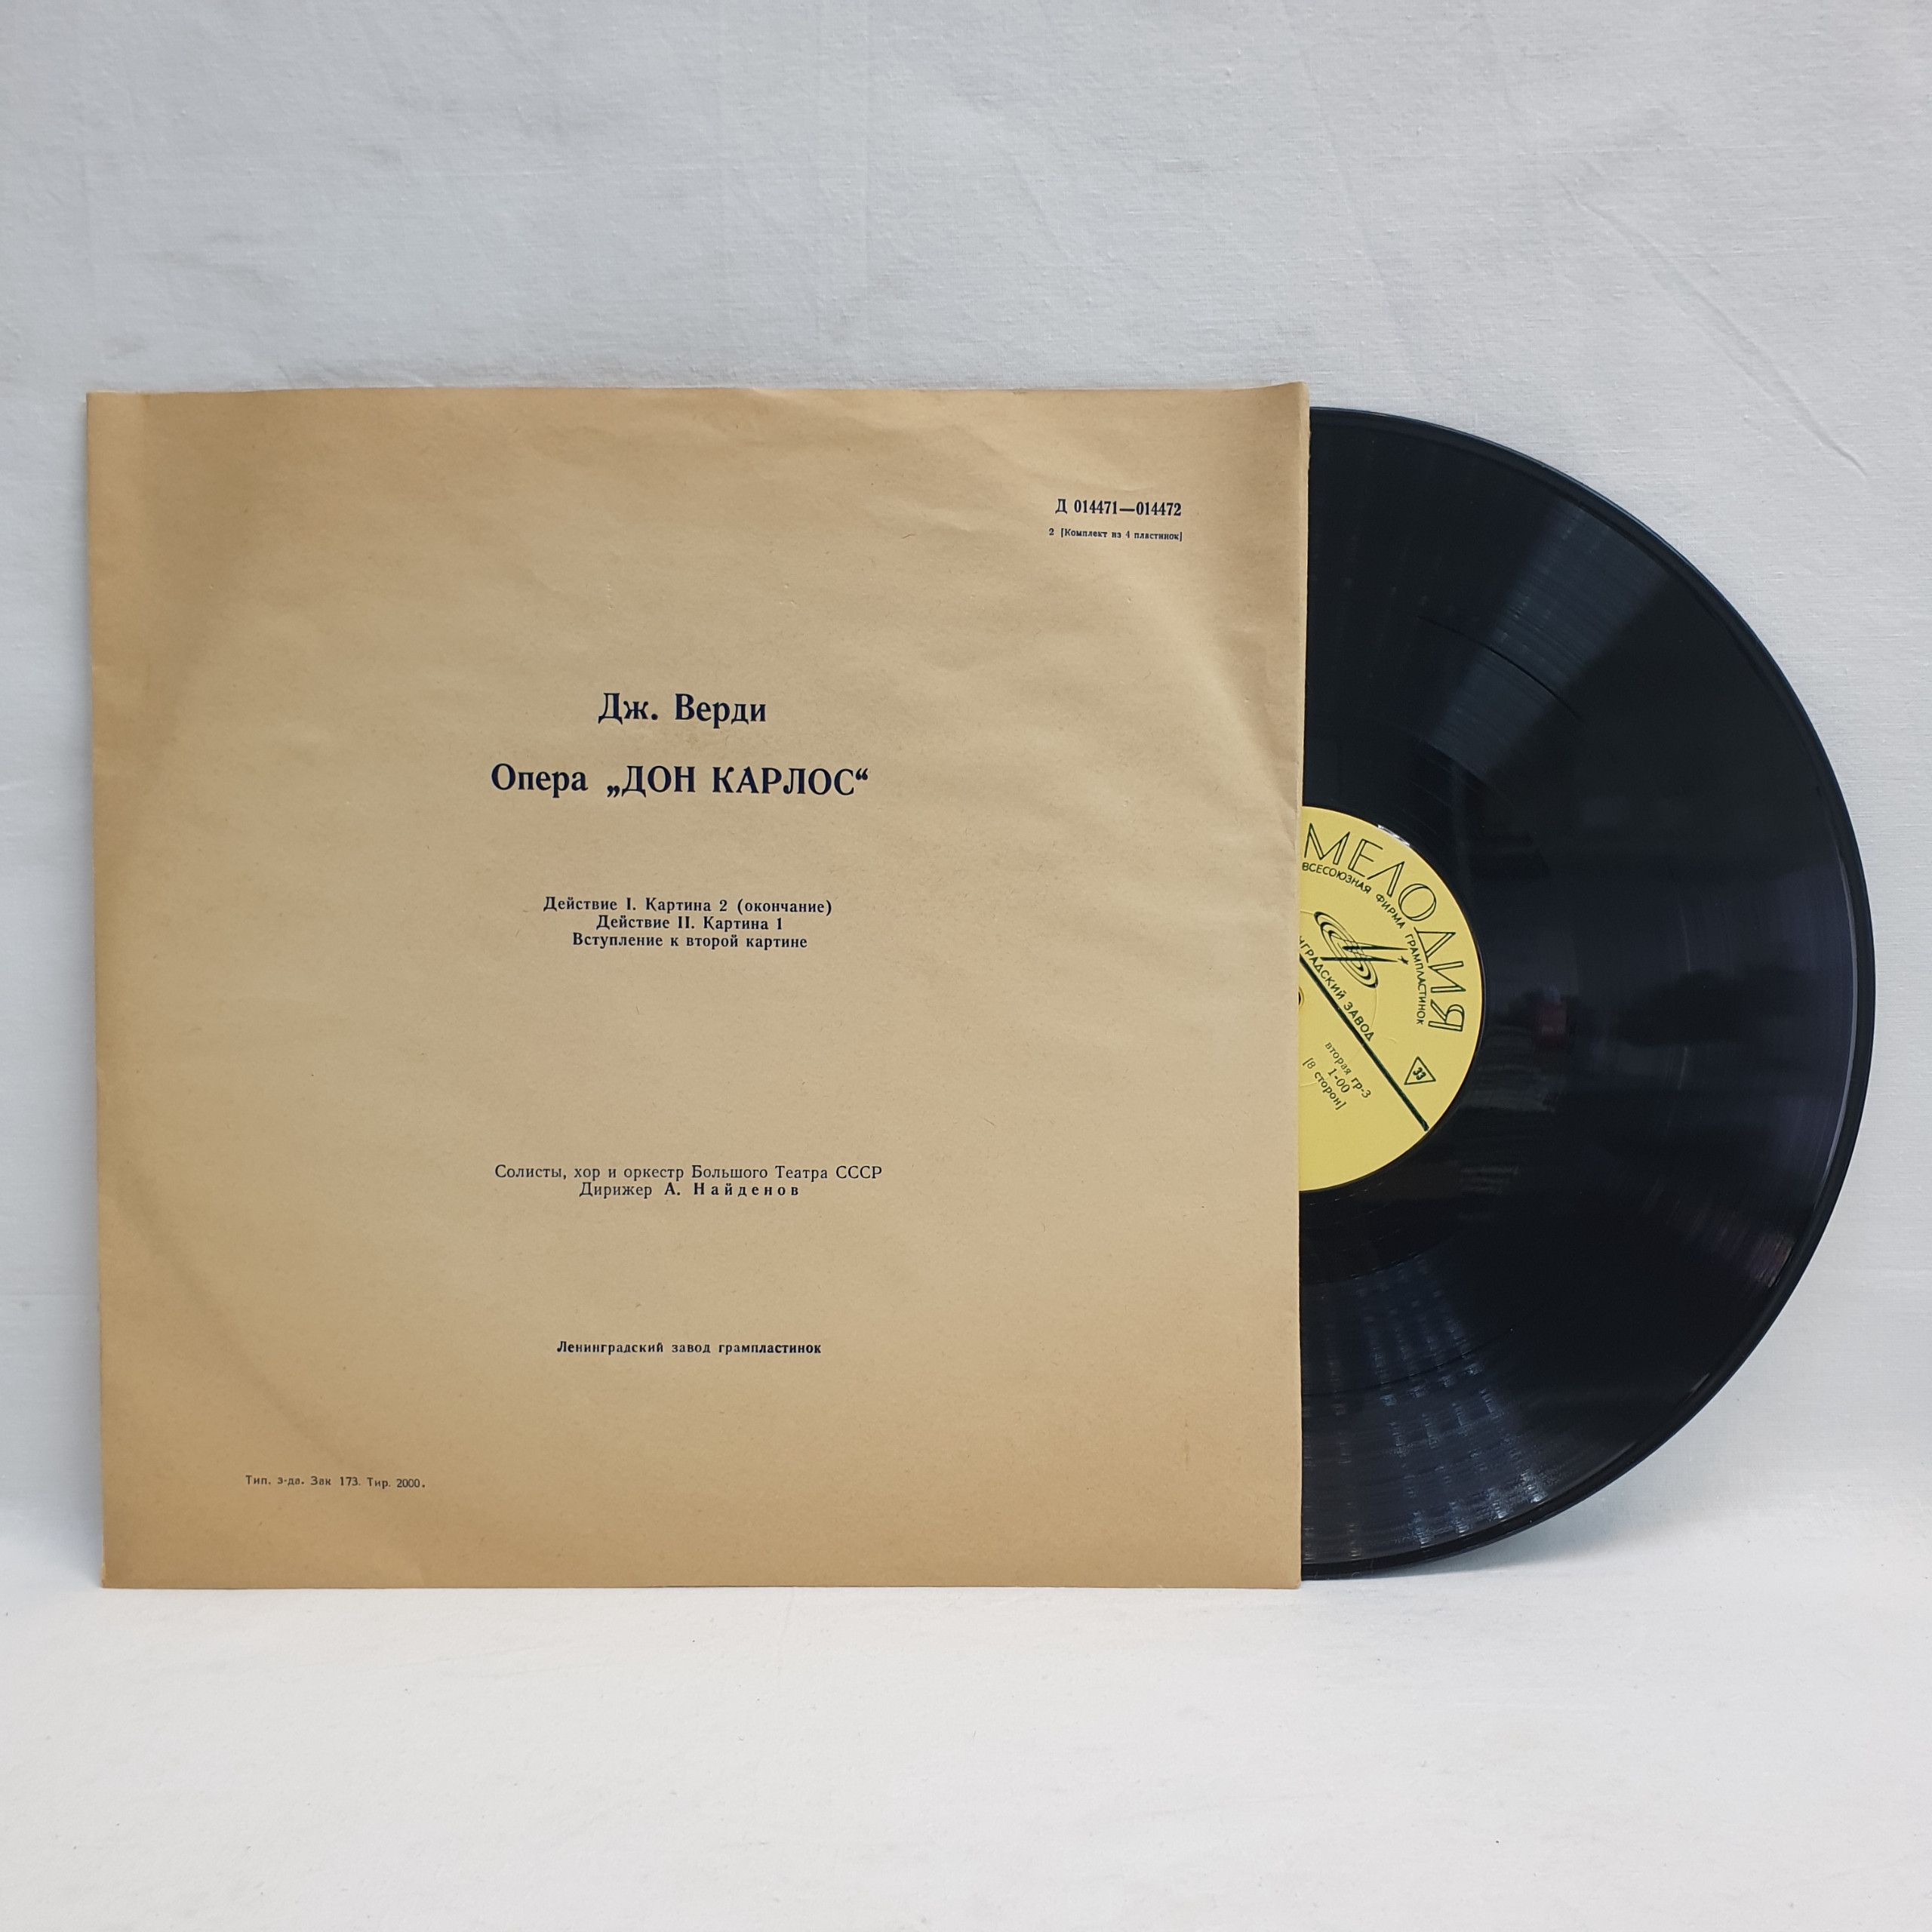 Д 014471—014472
2 [Комплект из 4 пластинок]
Дж. Верди
Опера „ДОН КАРЛОС“
Действие I. Картина 2 (окончание)
Действие II. Картина 1
Вступление к второй картине
Солисты, хор и оркестр Большого Театра СССР
Дирижер А. Найденов
Ленинградский завод грампластинок
Тип. з-да. Зак 173. Тир. 2000.
МЕЛОДИЯ
ВСЕСОЮЗНАЯ ФИРМА ГРАМПЛАСТИНОК
НГРАДСКИЙ ЗАВОД
33
вторая гр-3
1-00
[8 сторон]